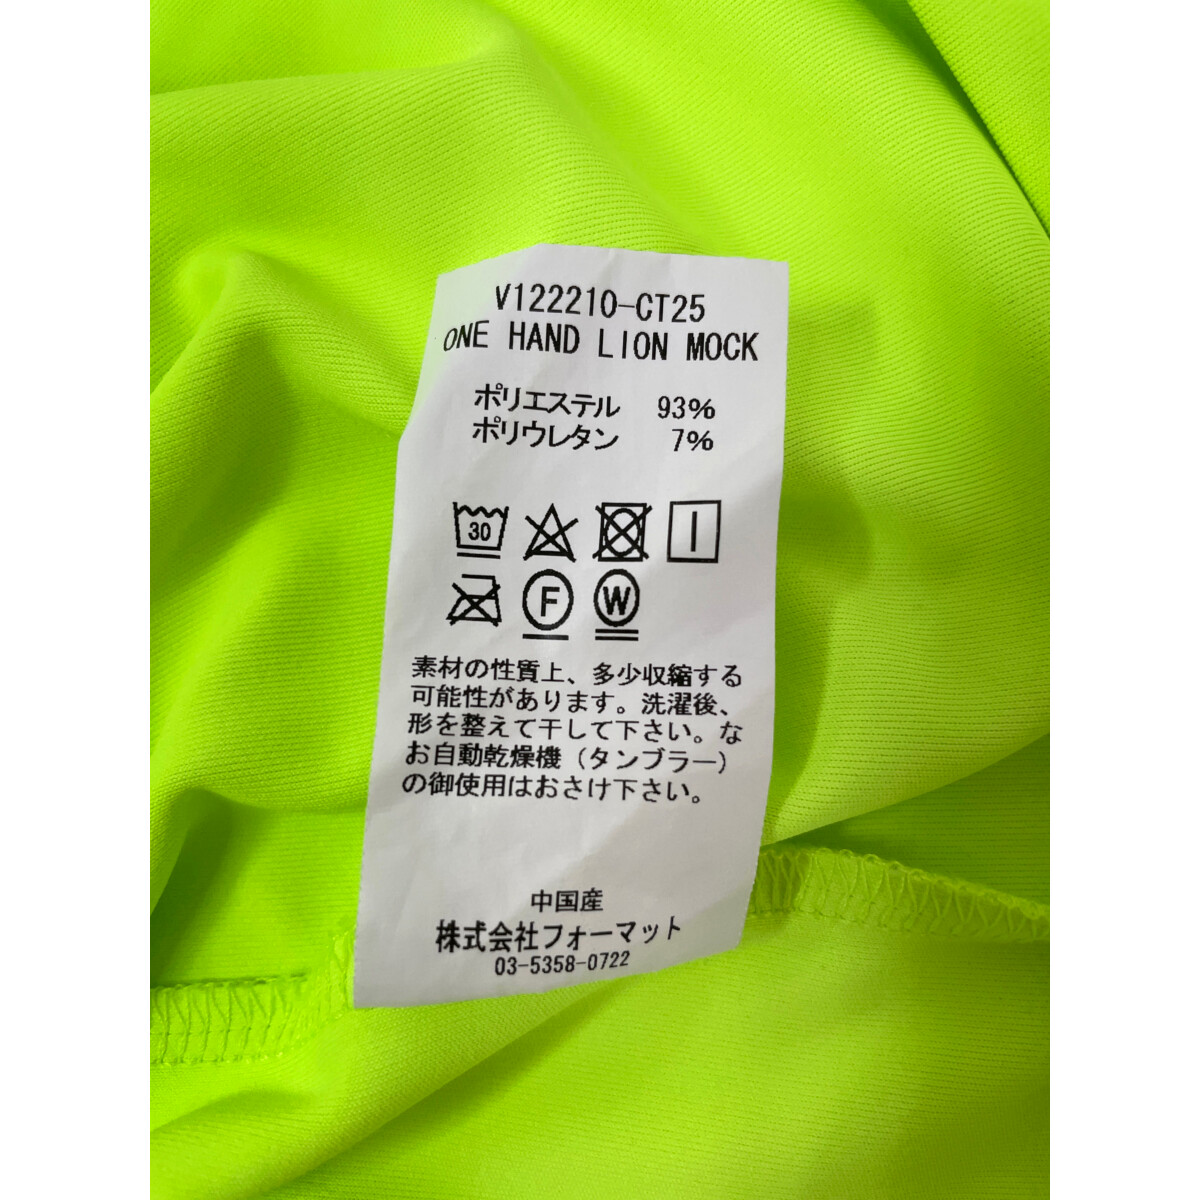 V122210-CT25
ONE HAND LION MOCK
ポリエステル 93%
ポリウレタン 7%
30
F W
素材の性質上、多少収縮する
可能性があります。洗濯後、
形を整えて干して下さい。な
お自動乾燥機(タンブラー)
の御使用はおさけ下さい。
中国産
株式会社フォーマット
03-5358-0722